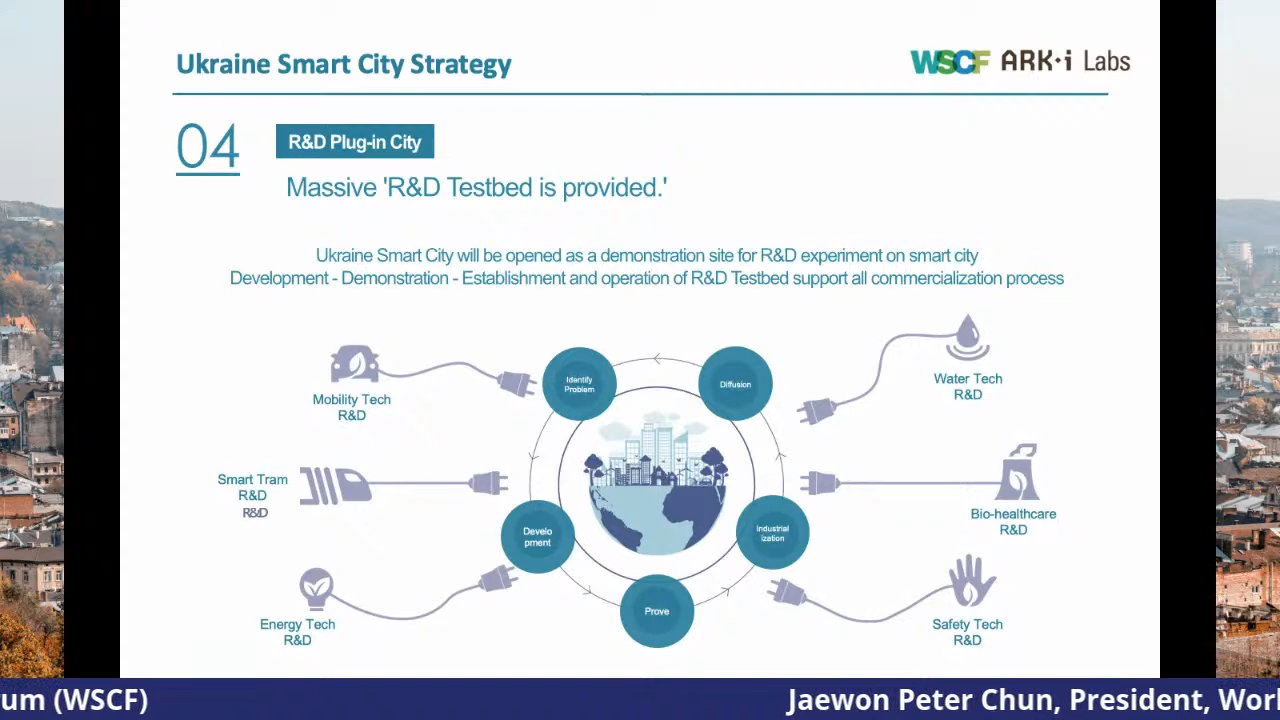 Ukraine Smart City Strategy
WSCF ARK·i Labs
04
R&D Plug-in City
Massive 'R&D Testbed is provided.'
Ukraine Smart City will be opened as a demonstration site for R&D experiment on smart city
Development - Demonstration - Establishment and operation of R&D Testbed support all commercialization process
Mobility Tech
R&D
Smart Tram
R&D
R&D
Energy Tech
R&D
Identify
Problem
Diffusion
Develo
pment
Industrial
ization
Prove
Water Tech
R&D
Bio-healthcare
R&D
Safety Tech
R&D
rum (WSCF)
Jaewon Peter Chun, President, Worl